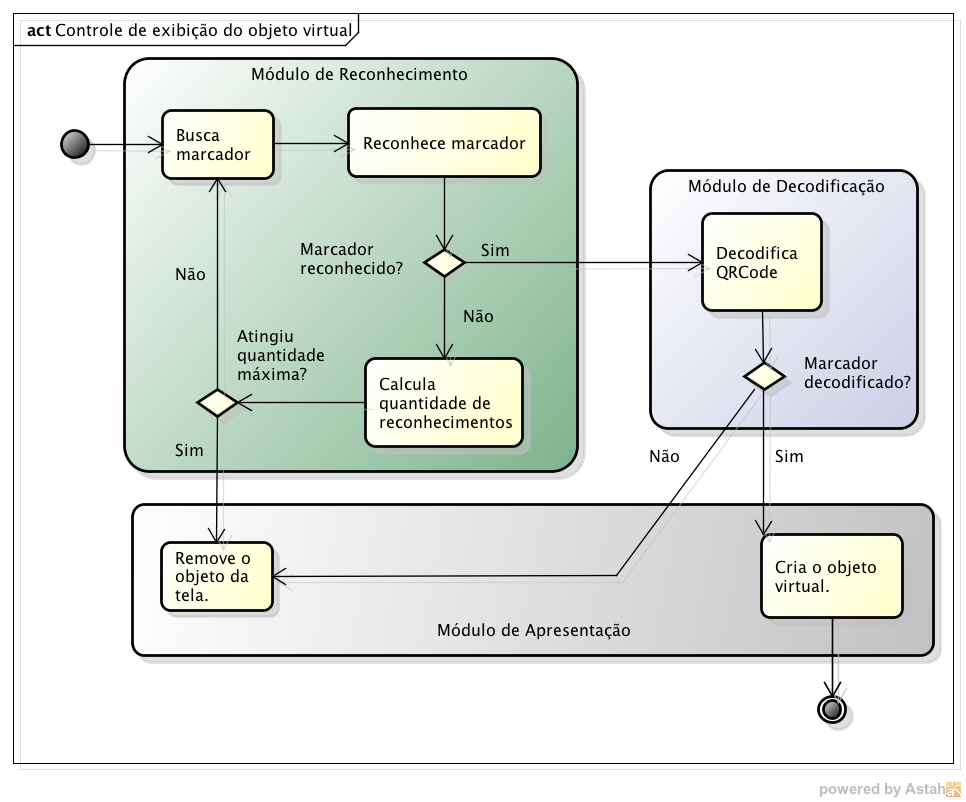 act Controle de exibição do objeto virtual
Módulo de Reconhecimento
Busca
marcador
Reconhece marcador
Módulo de Decodificação
Marcador
reconhecido?
Sim
Decodifica
QRCode
Não
Não
Atingiu
quantidade
máxima?
Calcula
quantidade de
reconhecimentos
Marcador
decodificado?
Sim
Não
Sim
Remove o
objeto da
tela.
Cria o objeto
virtual.
Módulo de Apresentação
powered by Astah